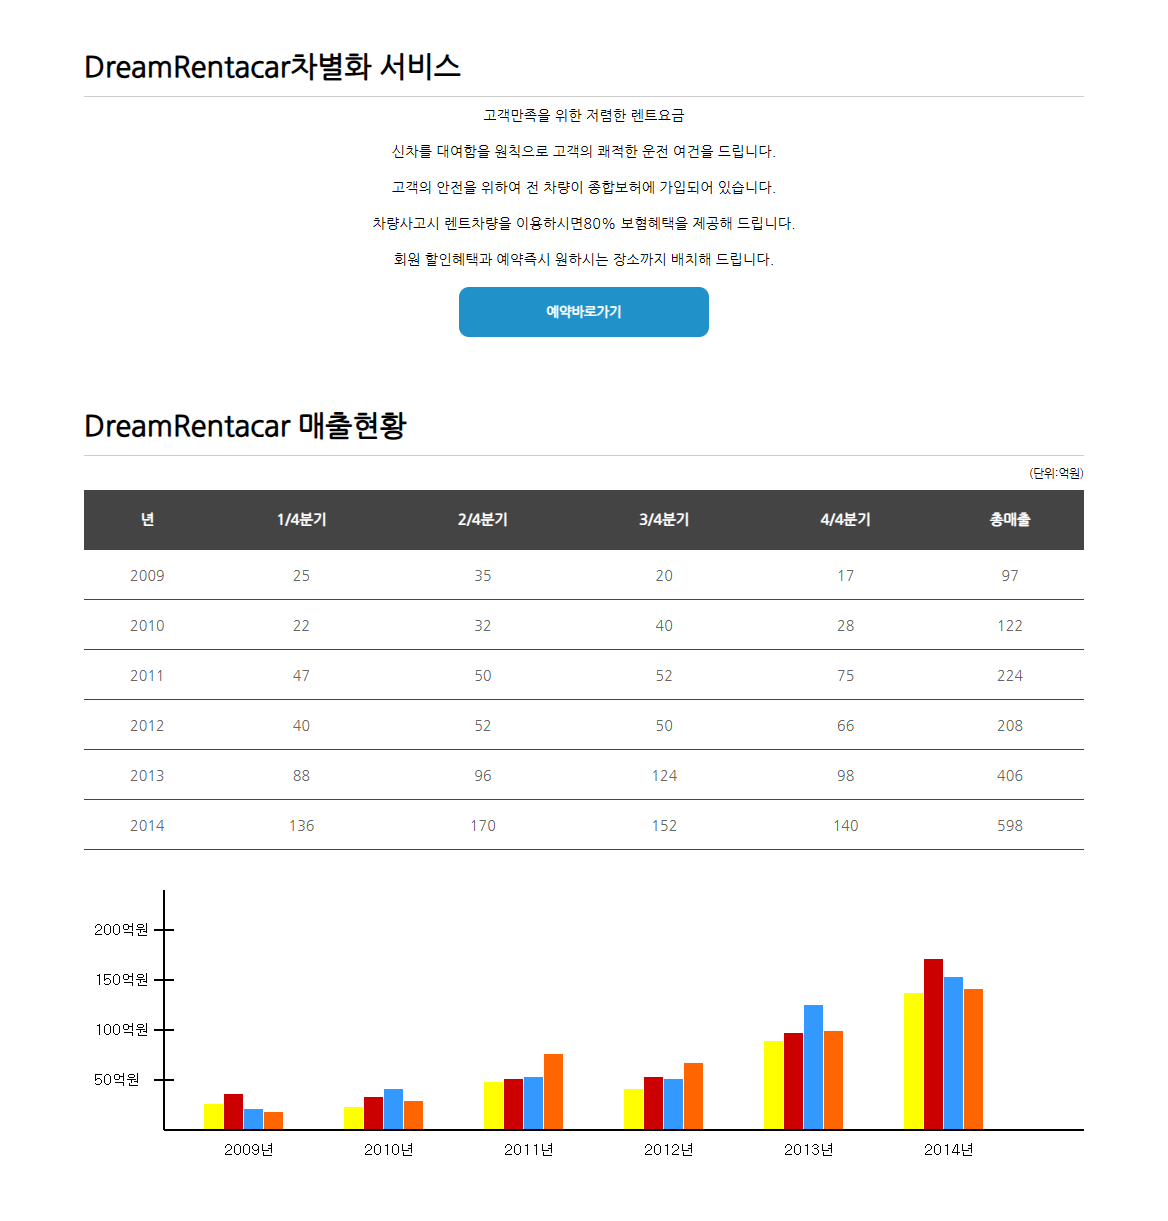 DreamRentacar차별화 서비스
고객만족을 위한 저렴한 렌트요금
신차를 대여함을 원칙으로 고객의 쾌적한 운전 여건을 드립니다.
고객의 안전을 위하여 전 차량이 종합보허에 가입되어 있습니다.
차량사고시 렌트차량을 이용하시면80% 보혐혜택을 제공해 드립니다.
회원 할인혜택과 예약즉시 원하시는 장소까지 배치해 드립니다.
예약바로가기
DreamRentacar 매출현황
(단위:억원)
년 1/4분기 2/4분기 3/4분기 4/4분기 총매출
2009 25 35 20 17 97
2010 22 32 40 28 122
2011 47 50 52 75 224
2012 40 52 50 66 208
2013 88 96 124 98 406
2014 136 170 152 140 598
200억원
150억원
100억원
50억원
2009년 2010년 2011년 2012년 2013년 2014년